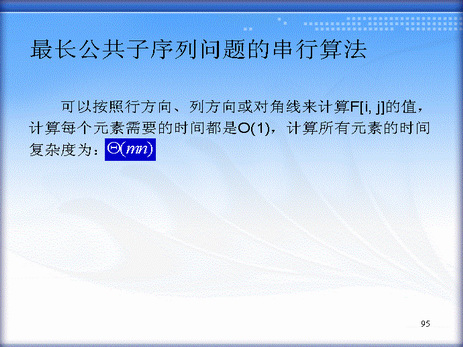 最长公共子序列问题的串行算法
可以按照行方向、列方向或对角线来计算F[i, j]的值，
计算每个元素需要的时间都是O(1)，计算所有元素的时间
复杂度为：Θ(mn)
95